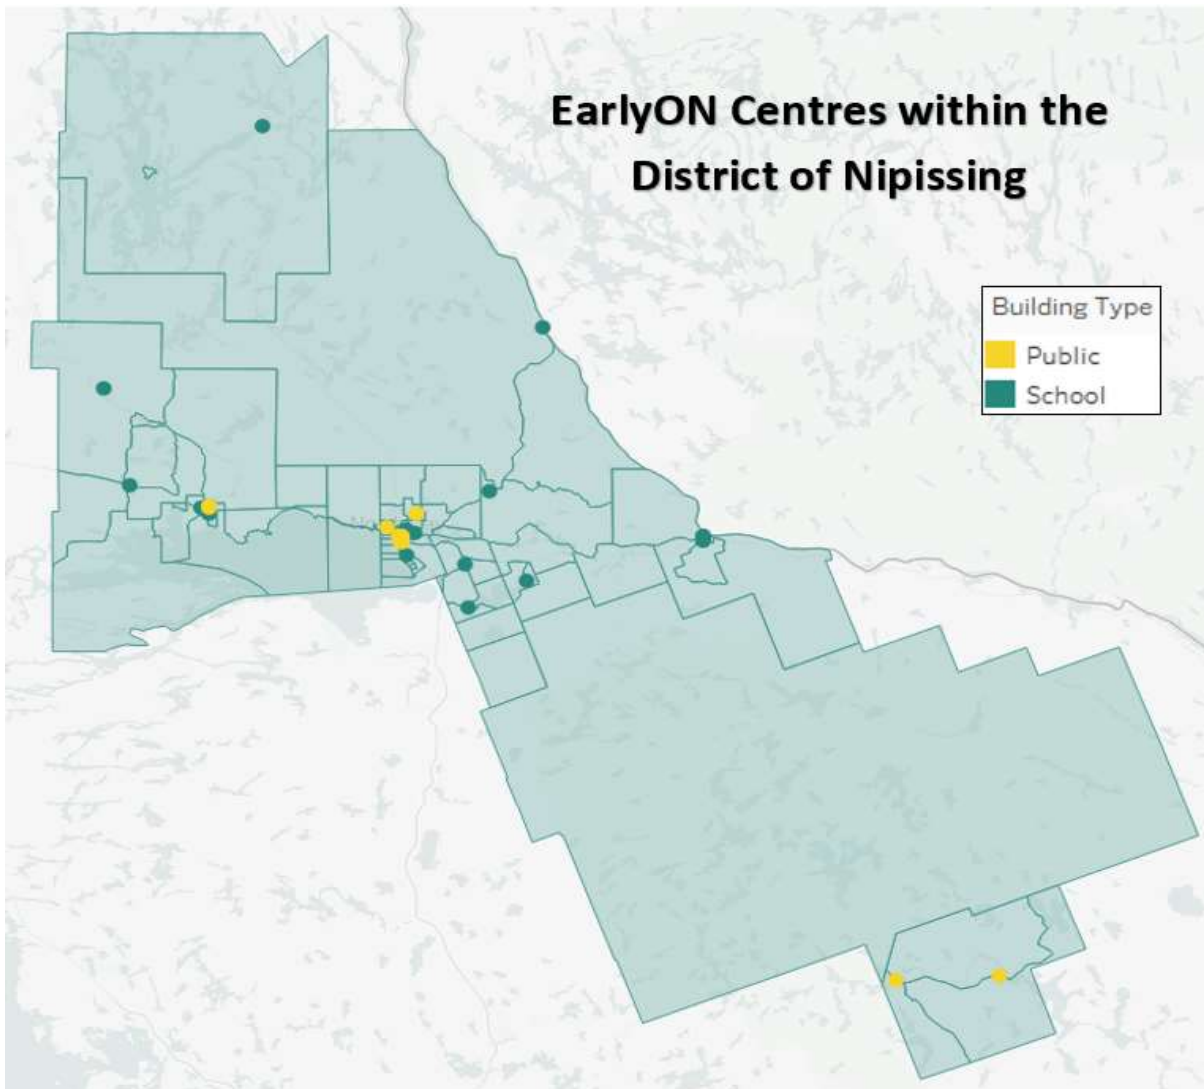 EarlyON Centres within the
District of Nipissing
Building Type
Public
School